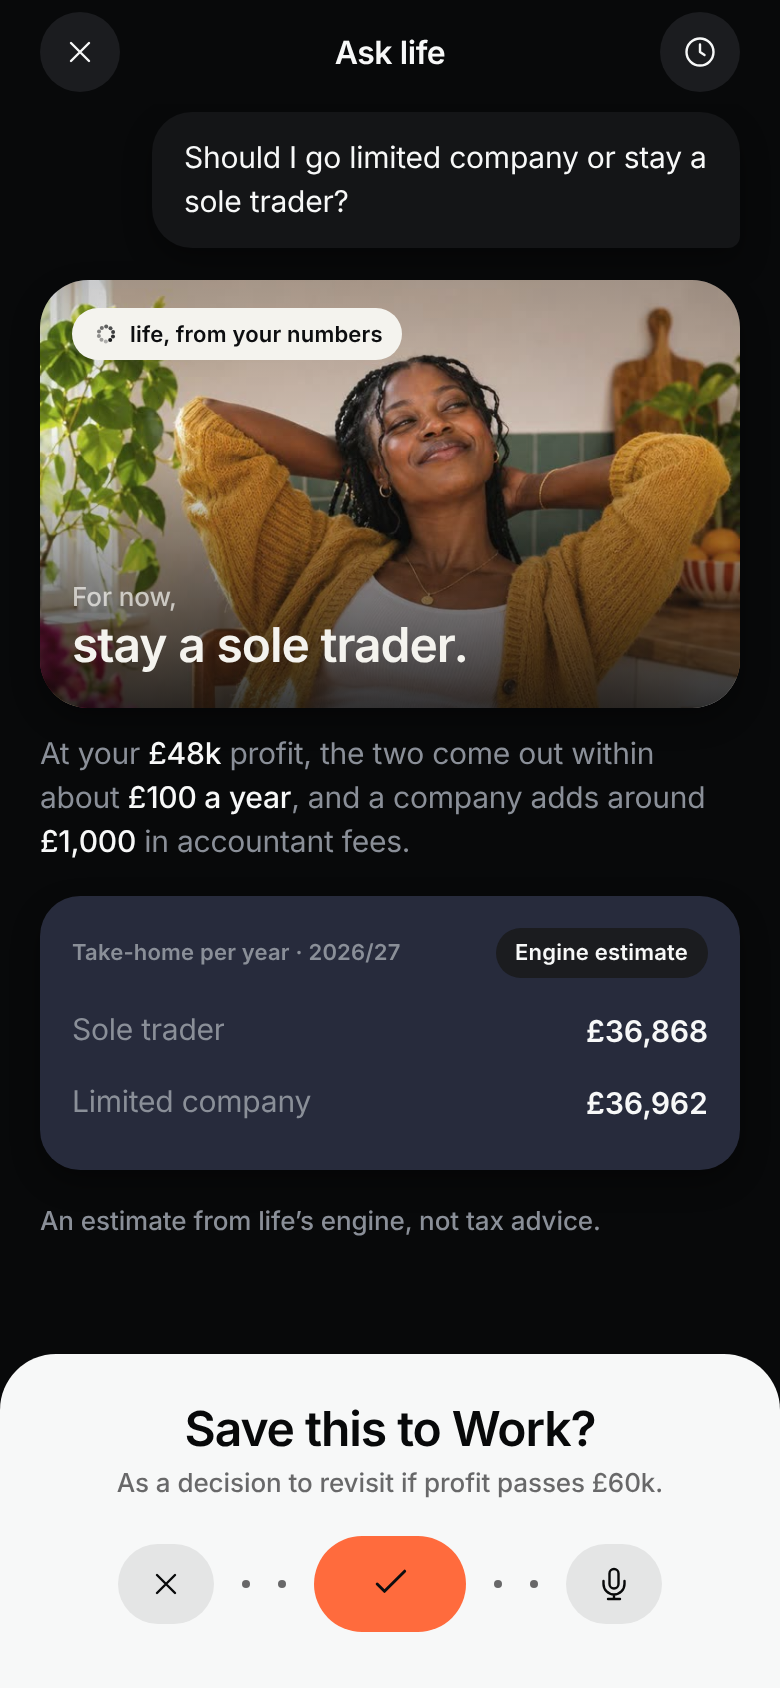 Ask life
Should I go limited company or stay a
sole trader?
life, from your numbers
For now,
stay a sole trader.
At your £48k profit, the two come out within
about £100 a year, and a company adds around
£1,000 in accountant fees.
Take-home per year · 2026/27
Engine estimate
Sole trader
£36,868
Limited company
£36,962
An estimate from life’s engine, not tax advice.
Save this to Work?
As a decision to revisit if profit passes £60k.